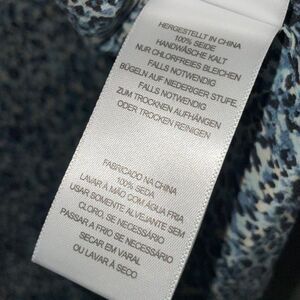 HERGESTELLT IN CHINA
100% SEIDE
HANDWÄSCHE KALT
NUR CHLORFREIES BLEICHEN
FALLS NOTWENDIG
BÜGELN AUF NIEDRIGER STUFE,
FALLS NOTWENDIG
ZUM TROCKNEN AUFHÄNGEN
ODER TROCKEN REINIGEN
FABRICADO NA CHINA
100% SEDA
LAVAR À MÃO COM ÁGUA FRIA
USAR SOMENTE ALVEJANTE SEM
CLORO, SE NECESSÁRIO
PASSAR A FRIO SE NECESSÁRIO
SECAR EM VARAL
OU LAVAR À SECO